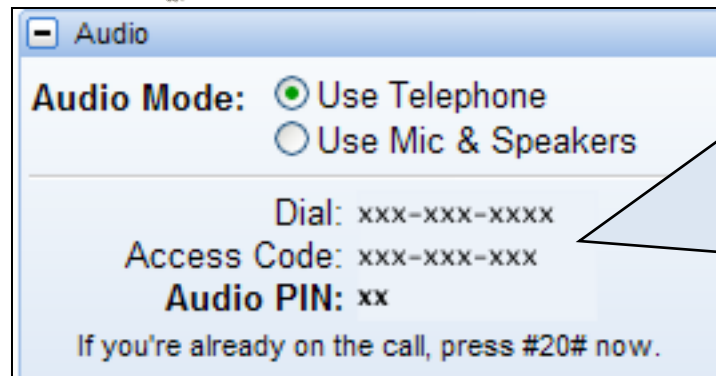 Audio
Audio Mode: Use Telephone
Use Mic & Speakers
Dial: xxx-xxx-xxxx
Access Code: xxx-xxx-xxx
Audio PIN: xx
If you're already on the call, press #20# now.